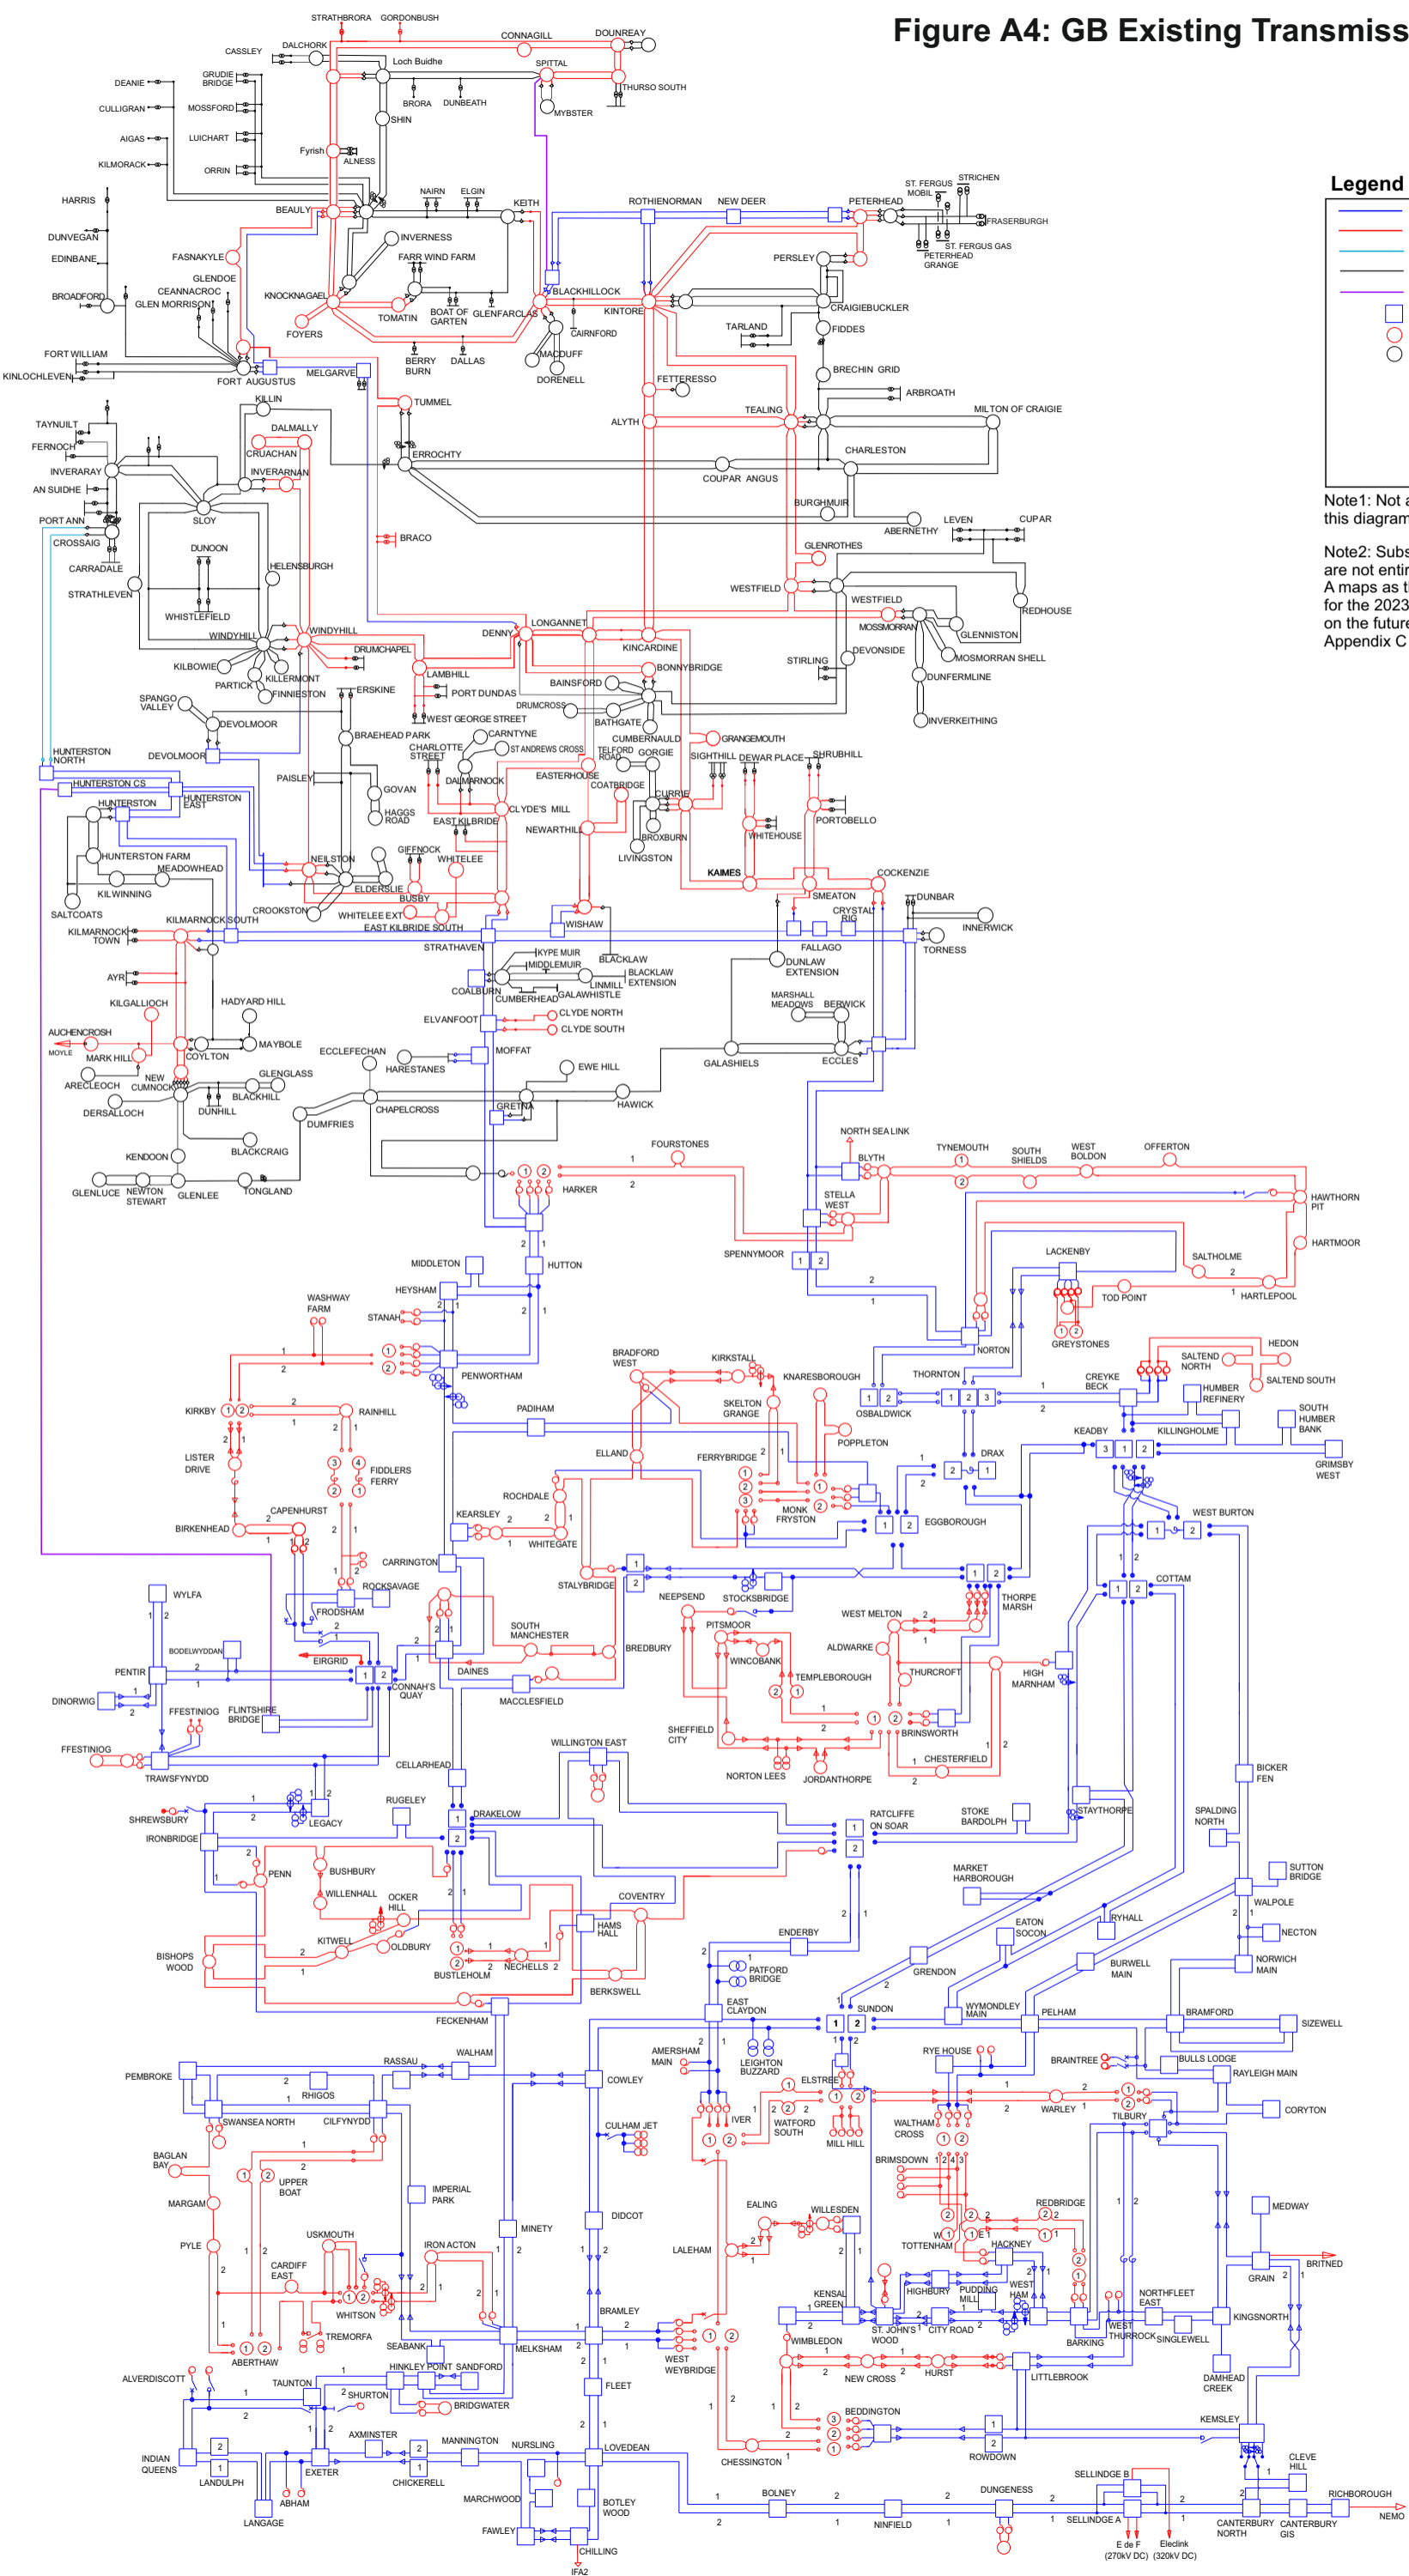 Figure A4: GB Existing Transmiss
STRATHBRORA
GORDONBUSH
CONNAGILL
DOUNREAY
CASSLEY
DALCHORK
Loch Buidhe
SPITTAL
DEANIE
GRUDIE
BRIDGE
THURSO SOUTH
CULLIGRAN
MOSSFORD
BRORA
DUNBEATH
MYBSTER
SHIN
AIGAS
LUICHART
Fyrish
ALNESS
KILMORACK
ORRIN
Legend
HARRIS
NAIRN
ELGIN
KEITH
ROTHIENORMAN
NEW DEER
PETERHEAD
ST. FERGUS
MOBIL
STRICHEN
BEAULY
FRASERBURGH
DUNVEGAN
INVERNESS
ST. FERGUS GAS
PETERHEAD
GRANGE
EDINBANE
FASNAKYLE
FARR WIND FARM
PERSLEY
GLENDOE
CEANNACROC
GLEN MORRISON
BROADFORD
KNOCKNAGAEL
TOMATIN
BOAT OF
GARTEN
GLENFARCLAS
BLACKHILLOCK
KINTORE
CRAIGIEBUCKLER
FOYERS
CAIRNFORD
TARLAND
FIDDES
FORT WILLIAM
BERRY
BURN
DALLAS
MACDUFF
DORENELL
KINLOCHLEVEN
FORT AUGUSTUS
MELGARVE
BRECHIN GRID
FETTERESSO
ARBROATH
KILLIN
TUMMEL
TEALING
MILTON OF CRAIGIE
ALYTH
TAYNUILT
DALMALLY
CRUACHAN
FERNOCH
ERROCHTY
CHARLESTON
INVERARAY
INVERARNAN
COUPAR ANGUS
AN SUIDHE
BURGHMUIR
Note1: Not a
this diagram
PORT ANN
SLOY
ABERNETHY
LEVEN
CUPAR
CROSSAIG
BRACO
DUNOON
GLENROTHES
Note2: Subs
are not entir
A maps as th
for the 2023
on the future
Appendix C
CARRADALE
HELENSBURGH
STRATHLEVEN
WESTFIELD
WESTFIELD
REDHOUSE
WHISTLEFIELD
LONGANNET
MOSSMORRAN
GLENNISTON
WINDYHILL
WINDYHILL
DENNY
KINCARDINE
DRUMCHAPEL
DEVONSIDE
MOSMORRAN SHELL
KILBOWIE
STIRLING
LAMBHILL
BONNYBRIDGE
DUNFERMLINE
PARTICK
KILLERMONT
BAINSFORD
FINNIESTON
ERSKINE
PORT DUNDAS
SPANGO
VALLEY
DRUMCROSS
BATHGATE
INVERKEITHING
DEVOLMOOR
WEST GEORGE STREET
CUMBERNAULD
BRAEHEAD PARK
CARNTYNE
GRANGEMOUTH
DEVOLMOOR
CHARLOTTE
STREET
ST ANDREWS CROSS
TELFORD
ROAD
GORGIE
SIGHTHILL
DEWAR PLACE
SHRUBHILL
HUNTERSTON
NORTH
EASTERHOUSE
PAISLEY
DALMARNOCK
COATBRIDGE
HUNTERSTON CS
HUNTERSTON
EAST
GOVAN
CURRIE
HUNTERSTON
CLYDE'S MILL
HAGGS
ROAD
EAST KILBRIDE
PORTOBELLO
NEWARTHILL
BROXBURN
WHITEHOUSE
HUNTERSTON FARM
GIFFNOCK
WHITELEE
LIVINGSTON
NEILSTON
MEADOWHEAD
KAIMES
COCKENZIE
KILWINNING
ELDERSLIE
BUSBY
SMEATON
DUNBAR
SALTCOATS
CROOKSTON
WHITELEE EXT
CRYSTAL
RIG
INNERWICK
KILMARNOCK SOUTH
EAST KILBRIDE SOUTH
WISHAW
KILMARNOCK
TOWN
STRATHAVEN
FALLAGO
TORNESS
KYPE MUIR
BLACKLAW
DUNLAW
EXTENSION
AYR
MIDDLEMUIR
BLACKLAW
EXTENSION
COALBURN
LINMILL
CUMBERHEAD
GALAWHISTLE
MARSHALL
MEADOWS
BERWICK
KILGALLIOCH
HADYARD HILL
CLYDE NORTH
ELVANFOOT
CLYDE SOUTH
AUCHENCROSH
MOYLE
MARK HILL
COYLTON
MAYBOLE
ECCLEFECHAN
MOFFAT
GALASHIELS
ECCLES
HARESTANES
EWE HILL
ARECLEOCH
NEW
CUMNOCK
GLENGLASS
BLACKHILL
DERSALLOCH
DUNHILL
CHAPELCROSS
GRETNA
HAWICK
DUMFRIES
BLACKCRAIG
KENDOON
NORTH SEA LINK
FOURSTONES
TYNEMOUTH
SOUTH
SHIELDS
WEST
BOLDON
OFFERTON
BLYTH
GLENLUCE
NEWTON
STEWART
GLENLEE
TONGLAND
HARKER
STELLA
WEST
HAWTHORN
PIT
HUTTON
SPENNYMOOR
HARTMOOR
MIDDLETON
LACKENBY
SALTHOLME
HEYSHAM
TOD POINT
HARTLEPOOL
WASHWAY
FARM
STANAH
GREYSTONES
NORTON
BRADFORD
WEST
KIRKSTALL
HEDON
PENWORTHAM
KNARESBOROUGH
THORNTON
CREYKE
BECK
SALTEND
NORTH
SALTEND SOUTH
KIRKBY
RAINHILL
PADIHAM
SKELTON
GRANGE
OSBALDWICK
HUMBER
REFINERY
SOUTH
HUMBER
BANK
POPPLETON
KEADBY
KILLINGHOLME
LISTER
DRIVE
ELLAND
FERRYBRIDGE
DRAX
GRIMSBY
WEST
FIDDLERS
FERRY
ROCHDALE
MONK
FRYSTON
CAPENHURST
KEARSLEY
EGGBOROUGH
WEST BURTON
BIRKENHEAD
WHITEGATE
CARRINGTON
WYLFA
STALYBRIDGE
COTTAM
ROCKSAVAGE
STOCKSBRIDGE
THORPE
MARSH
FRODSHAM
NEEPSEND
WEST MELTON
SOUTH
MANCHESTER
PITSMOOR
BODELWYDDAN
BREDBURY
ALDWARKE
PENTIR
EIRGRID
WINCOBANK
DAINES
THURCROFT
HIGH
MARNHAM
CONNAH'S
QUAY
TEMPLEBOROUGH
DINORWIG
MACCLESFIELD
FFESTINIOG
FLINTSHIRE
BRIDGE
BRINSWORTH
SHEFFIELD
CITY
FFESTINIOG
WILLINGTON EAST
CHESTERFIELD
TRAWSFYNYDD
CELLARHEAD
NORTON LEES
JORDANTHORPE
BICKER
FEN
SHREWSBURY
LEGACY
RUGELEY
DRAKELOW
RATCLIFFE
ON SOAR
STOKE
BARDOLPH
STAYTHORPE
SPALDING
NORTH
IRONBRIDGE
PENN
BUSHBURY
MARKET
HARBOROUGH
SUTTON
BRIDGE
WILLENHALL
OCKER
HILL
COVENTRY
WALPOLE
HAMS
HALL
EATON
SOCON
RYHALL
NECTON
KITWELL
OLDBURY
ENDERBY
BISHOPS
WOOD
BUSTLEHOLM
NECHELLS
GRENDON
BURWELL
MAIN
NORWICH
MAIN
PATFORD
BRIDGE
BERKSWELL
EAST
CLAYDON
SUNDON
WYMONDLEY
MAIN
PELHAM
BRAMFORD
SIZEWELL
FECKENHAM
WALHAM
AMERSHAM
MAIN
LEIGHTON
BUZZARD
RYE HOUSE
BRAINTREE
BULLS LODGE
PEMBROKE
RASSAU
RAYLEIGH MAIN
RHIGOS
COWLEY
ELSTREE
SWANSEA NORTH
CILFYNYDD
WARLEY
CORYTON
CULHAM JET
IVER
WATFORD
SOUTH
WALTHAM
CROSS
TILBURY
BAGLAN
BAY
MILL HILL
UPPER
BOAT
BRIMSDOWN
IMPERIAL
PARK
MARGAM
DIDCOT
EALING
WILLESDEN
REDBRIDGE
MEDWAY
USKMOUTH
MINETY
TOTTENHAM
HACKNEY
PYLE
IRON ACTON
LALEHAM
BRITNED
CARDIFF
EAST
GRAIN
WHITSON
BRAMLEY
KENSAL
GREEN
HIGHBURY
PUDDING
MILL
WEST
HAM
NORTHFLEET
EAST
TREMORFA
ST. JOHN'S
WOOD
CITY ROAD
KINGSNORTH
ABERTHAW
SEABANK
MELKSHAM
WIMBLEDON
BARKING
WEST
THURROCK
SINGLEWELL
WEST
WEYBRIDGE
ALVERDISCOTT
HINKLEY POINT
SANDFORD
NEW CROSS
HURST
LITTLEBROOK
DAMHEAD
CREEK
TAUNTON
SHURTON
FLEET
BRIDGWATER
BEDDINGTON
KEMSLEY
AXMINSTER
MANNINGTON
NURSLING
LOVEDEAN
CHESSINGTON
ROWDOWN
INDIAN
QUEENS
LANDULPH
EXETER
CHICKERELL
CLEVE
HILL
ABHAM
MARCHWOOD
BOTLEY
WOOD
BOLNEY
DUNGENESS
SELLINDGE B
RICHBOROUGH
LANGAGE
NINFIELD
SELLINDGE A
CANTERBURY
NORTH
CANTERBURY
GIS
NEMO
FAWLEY
CHILLING
E de F
(270kV DC)
Eleclink
(320kV DC)
IFA2